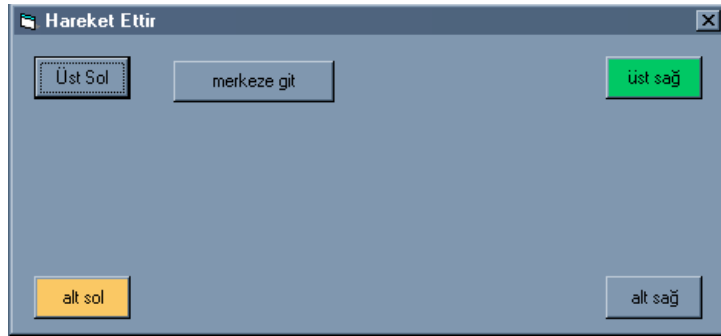 Hareket Ettir
Üst Sol
merkeze git
üst sağ
alt sol
alt sağ